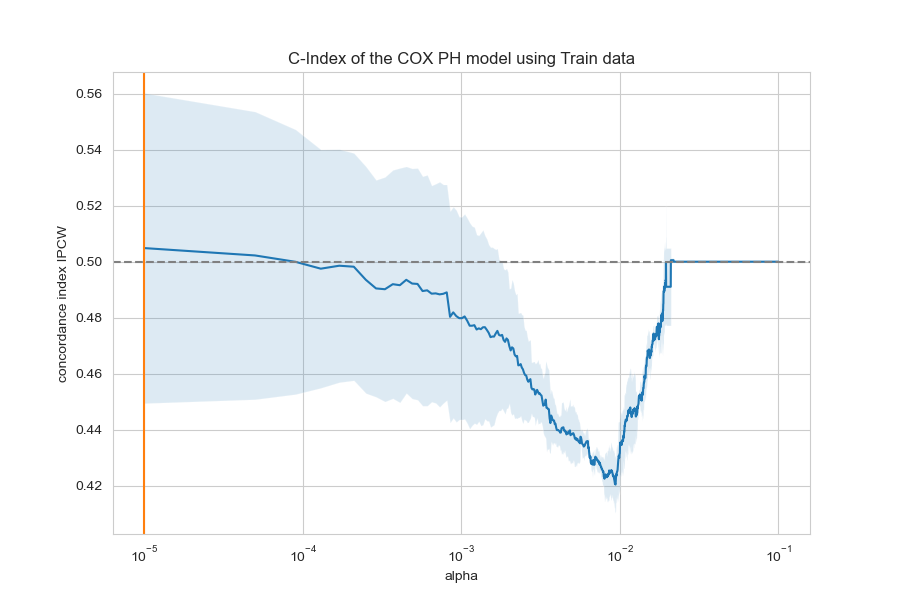 C-Index of the COX PH model using Train data
concordance index IPCW
0.56
0.54
0.52
0.50
0.48
0.46
0.44
0.42
10⁻⁵ 10⁻⁴ 10⁻³ 10⁻² 10⁻¹
alpha